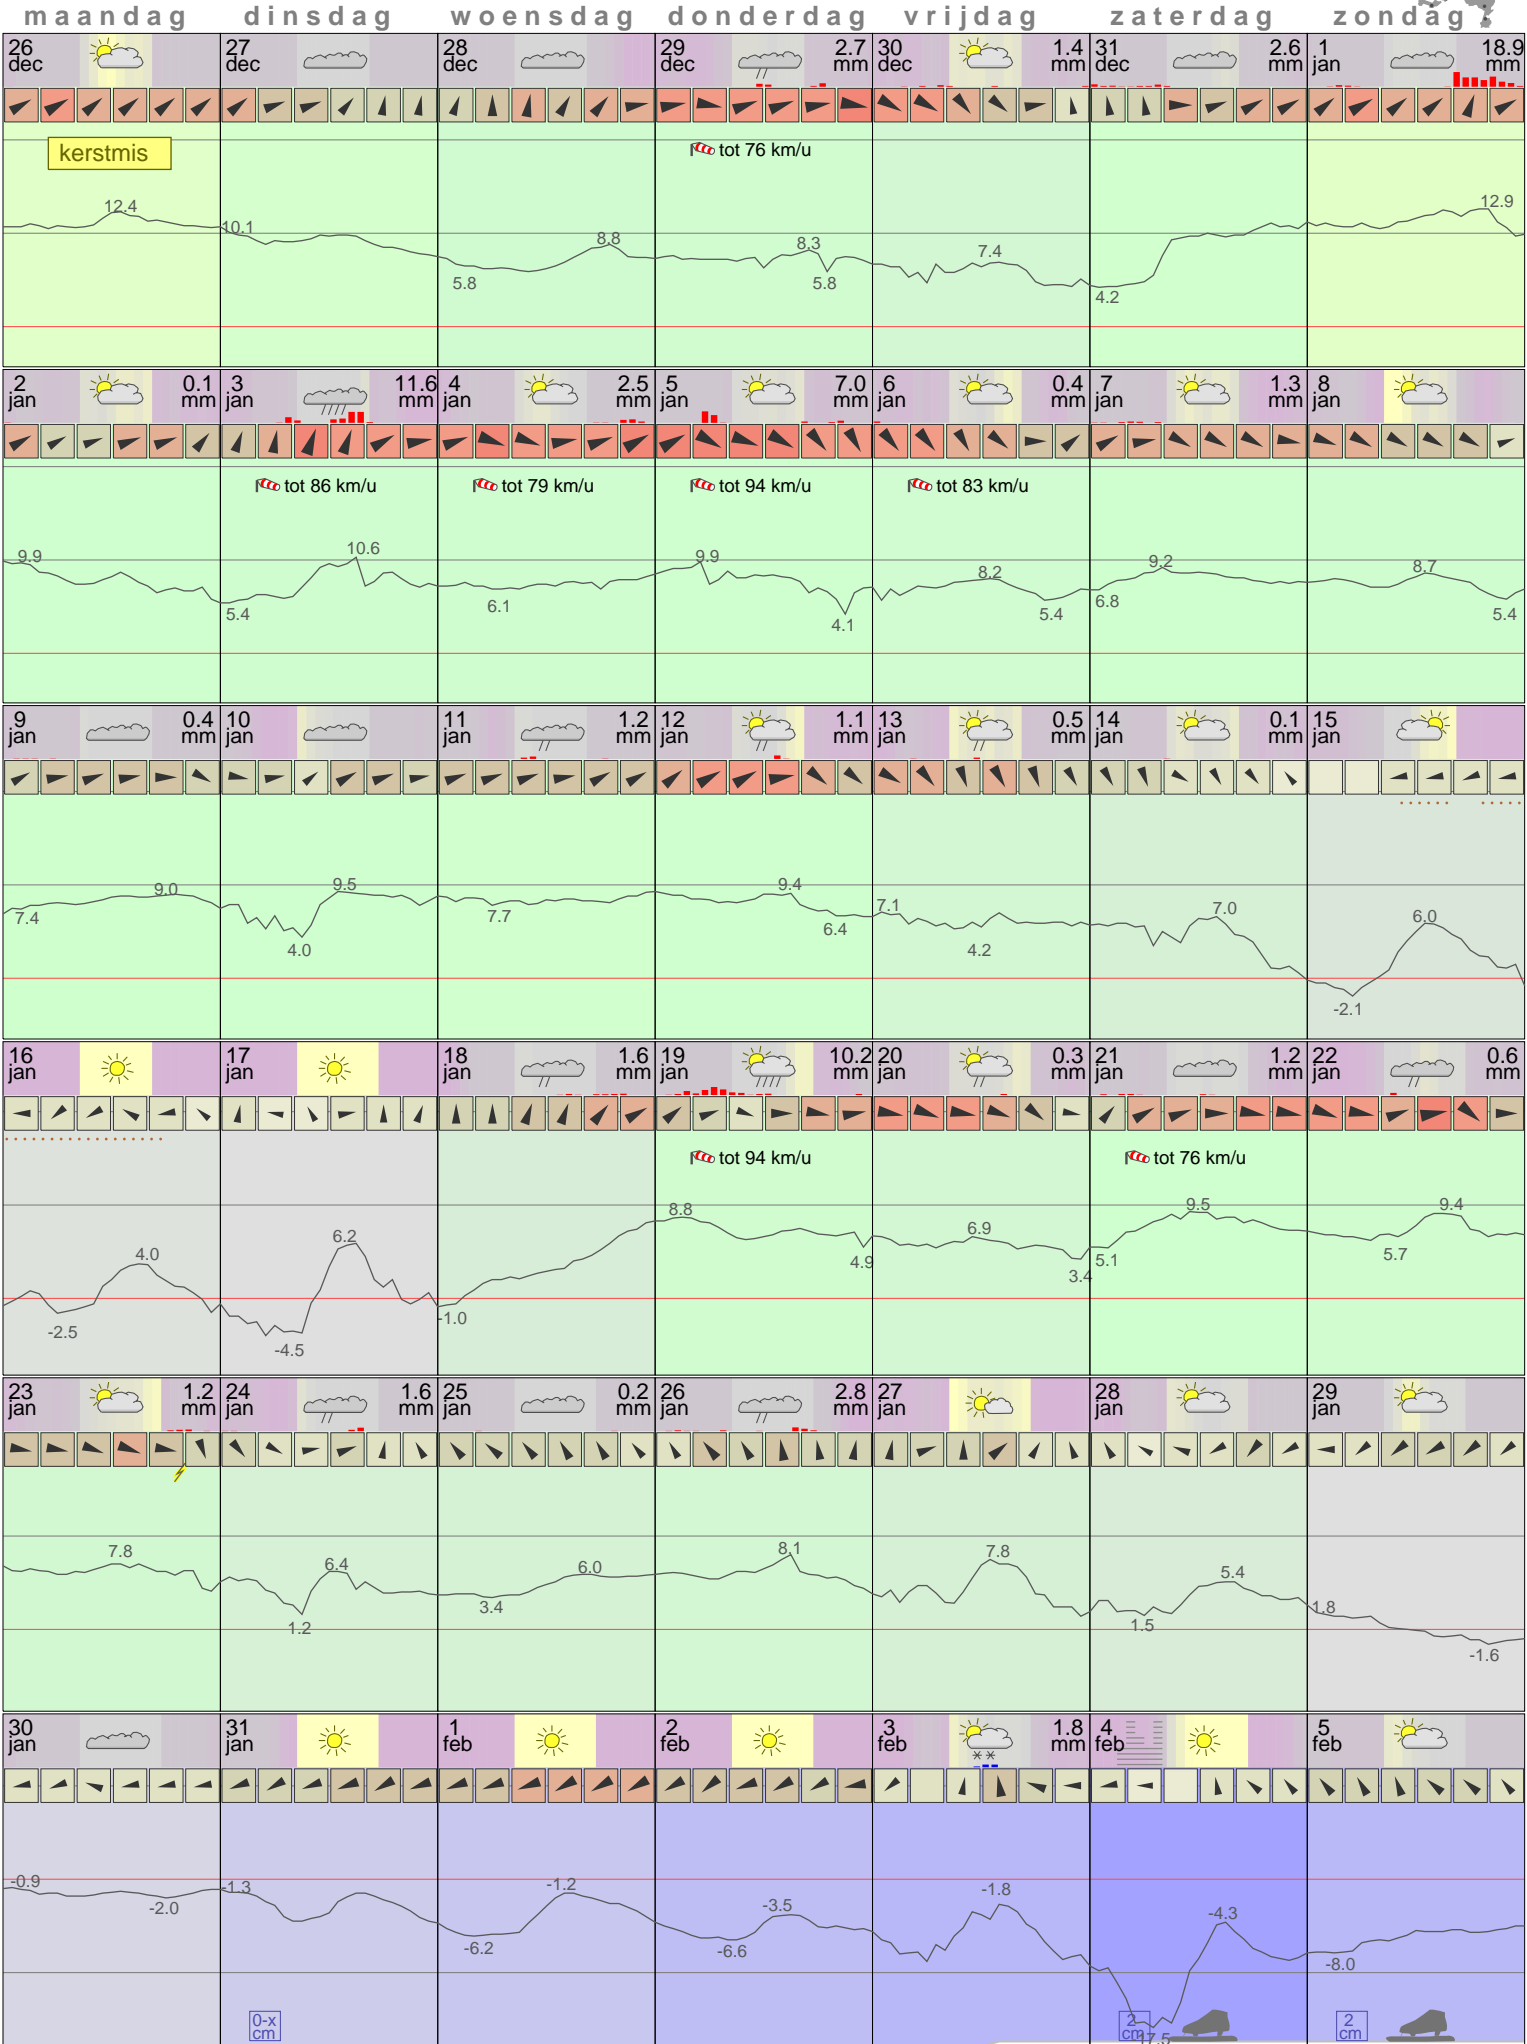 maandag dinsdag woensdag donderdag vrijdag zaterdag zondag
26 dec 27 dec 28 dec 29 dec 2.7 mm 30 dec 1.4 mm 31 dec 2.6 mm 1 jan 18.9 mm
kerstmis
tot 76 km/u
12.4 10.1 5.8 8.8 8.3 5.8 7.4 4.2 12.9
2 jan 0.1 mm 3 jan 11.6 mm 4 jan 2.5 mm 5 jan 7.0 mm 6 jan 0.4 mm 7 jan 1.3 mm 8 jan
tot 86 km/u tot 79 km/u tot 94 km/u tot 83 km/u
9.9 5.4 10.6 6.1 9.9 4.1 8.2 5.4 6.8 9.2 8.7 5.4
9 jan 0.4 mm 10 jan 11 jan 1.2 mm 12 jan 1.1 mm 13 jan 0.5 mm 14 jan 0.1 mm 15 jan
7.4 9.0 4.0 9.5 7.7 9.4 6.4 7.1 4.2 7.0 -2.1 6.0
16 jan 17 jan 18 jan 1.6 mm 19 jan 10.2 mm 20 jan 0.3 mm 21 jan 1.2 mm 22 jan 0.6 mm
tot 94 km/u tot 76 km/u
-2.5 4.0 -4.5 6.2 -1.0 8.8 4.9 6.9 3.4 5.1 9.5 5.7 9.4
23 jan 1.2 mm 24 jan 1.6 mm 25 jan 0.2 mm 26 jan 2.8 mm 27 jan 28 jan 29 jan
7.8 1.2 6.4 3.4 6.0 8.1 7.8 1.5 5.4 1.8 -1.6
30 jan 31 jan 1 feb 2 feb 3 feb 1.8 mm 4 feb 5 feb
-0.9 -2.0 -1.3 -6.2 -1.2 -6.6 -3.5 -1.8 -4.3 -8.0
0-x cm 2 cm 2 cm